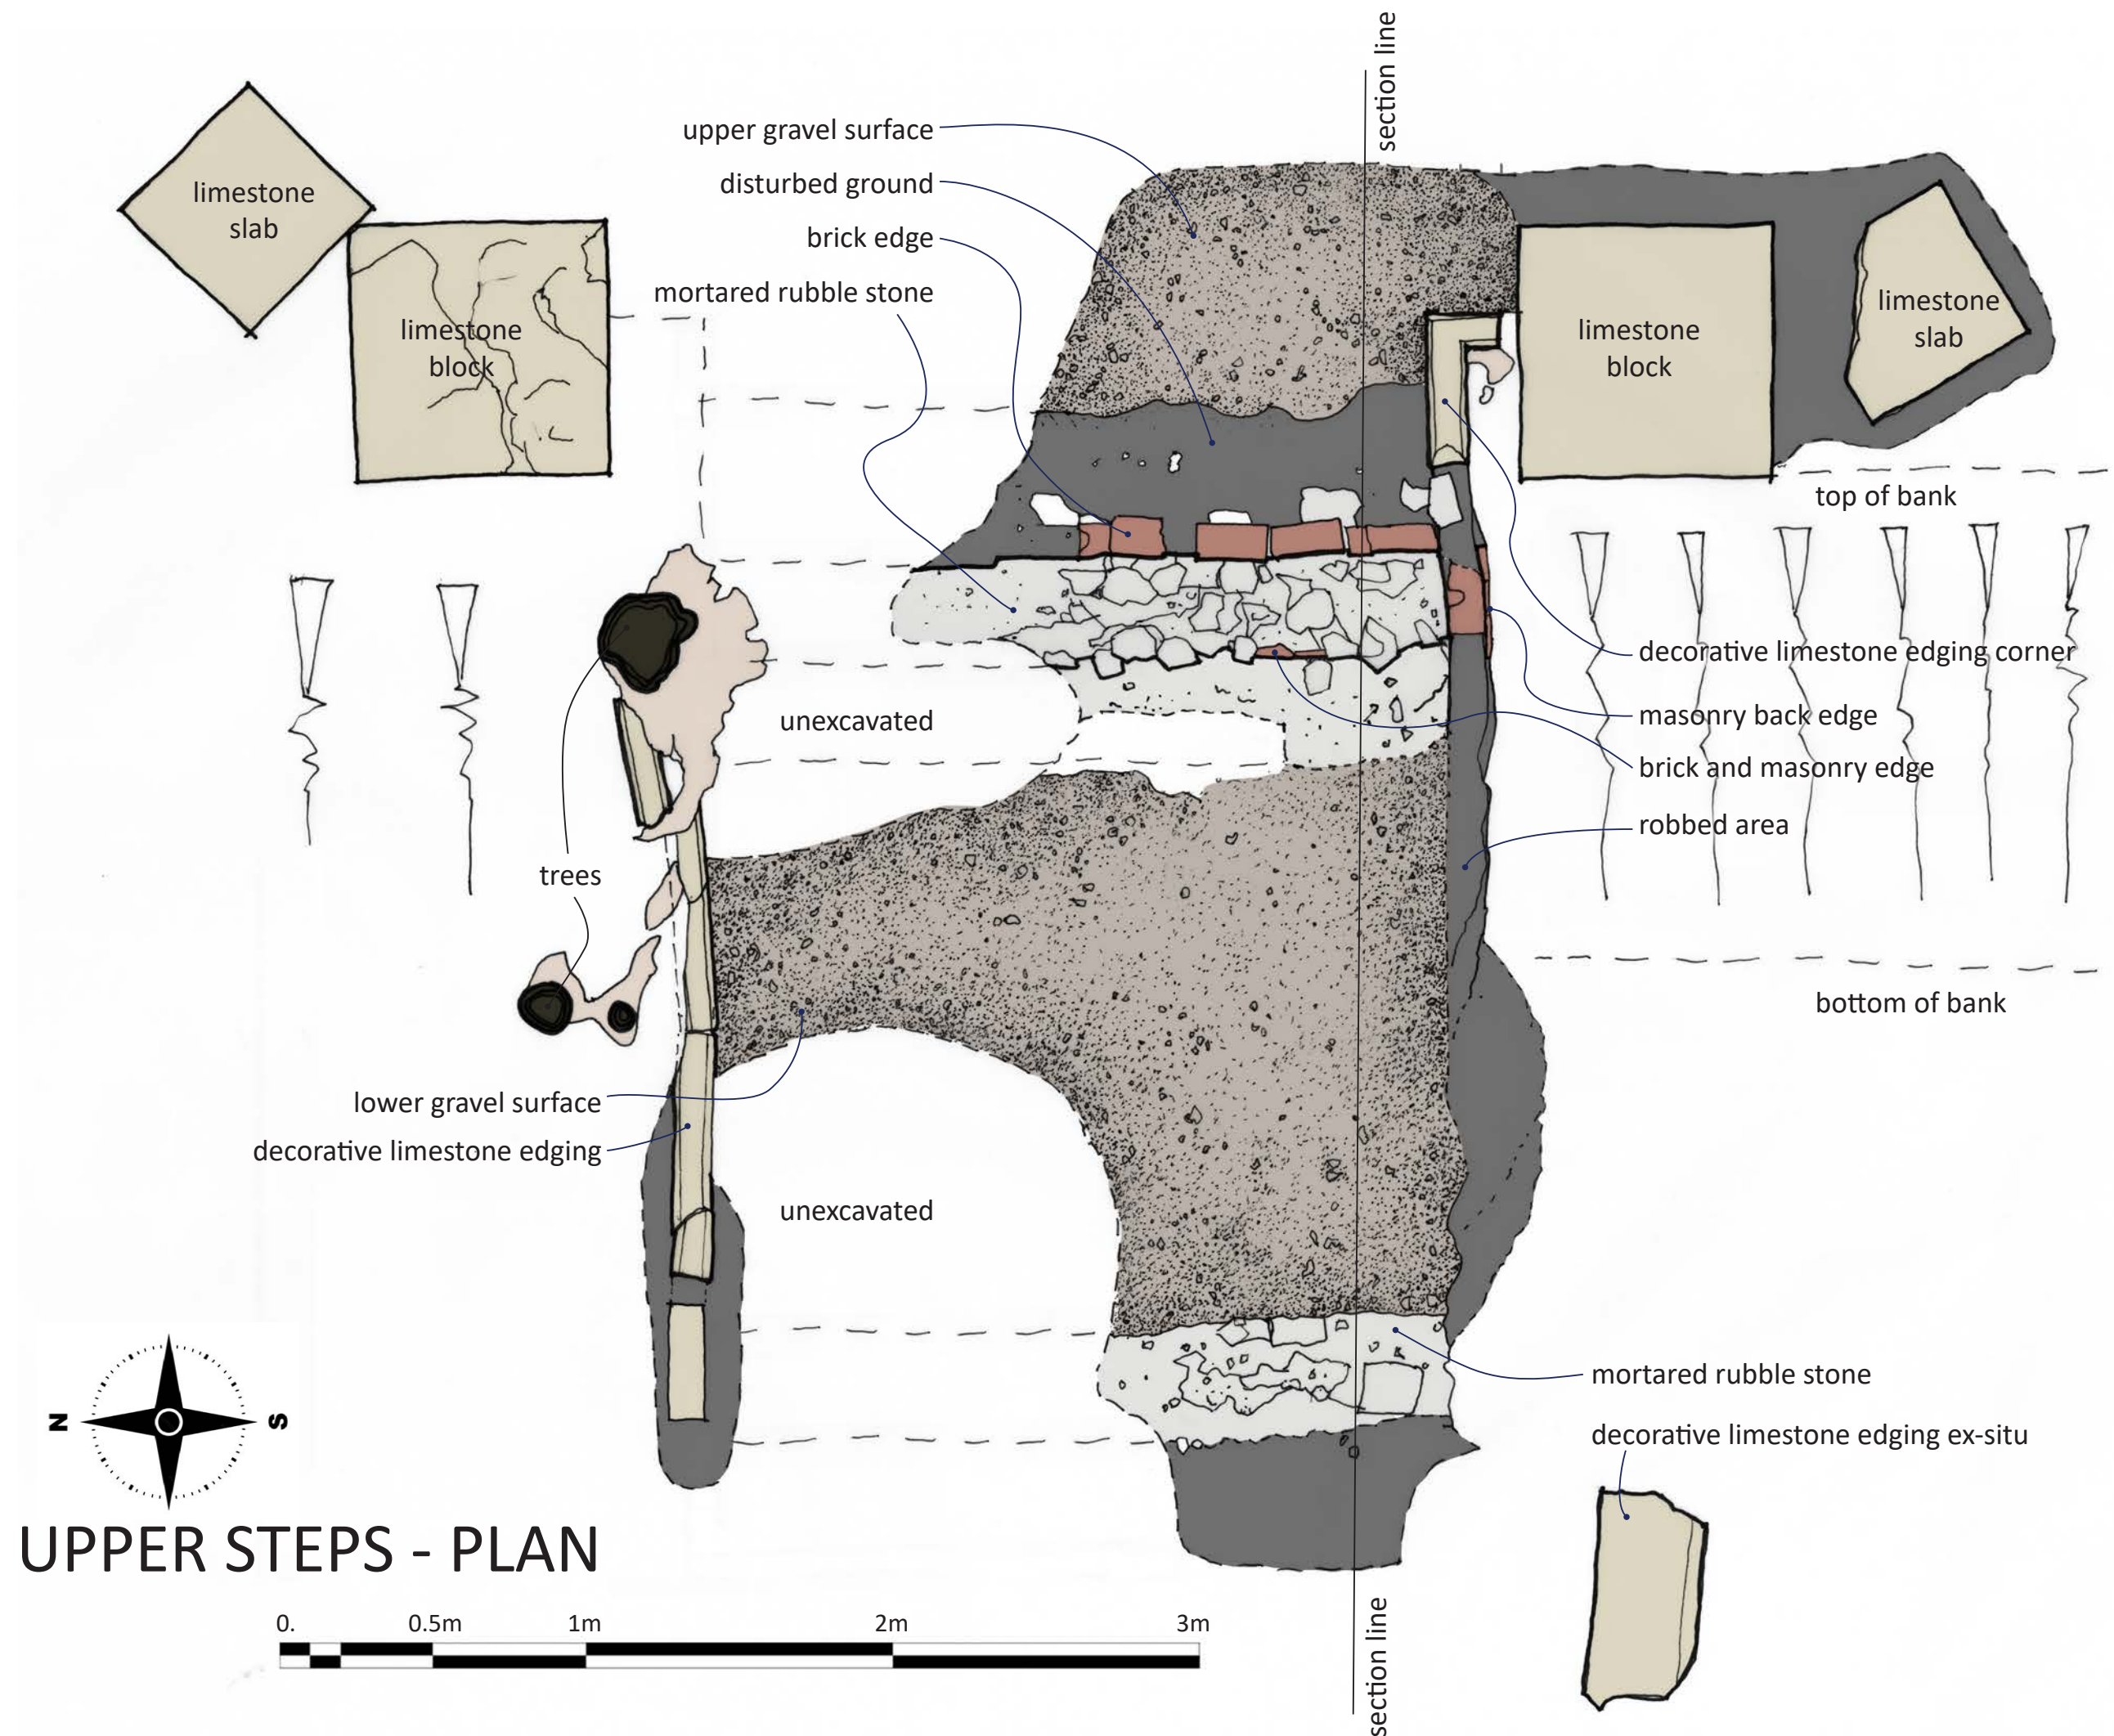 section line
upper gravel surface
disturbed ground
brick edge
mortared rubble stone
limestone
slab
limestone
block
limestone
block
limestone
slab
top of bank
decorative limestone edging corner
masonry back edge
brick and masonry edge
robbed area
unexcavated
trees
bottom of bank
lower gravel surface
decorative limestone edging
unexcavated
mortared rubble stone
decorative limestone edging ex-situ
N
S
UPPER STEPS - PLAN
0. 0.5m 1m 2m 3m
section line